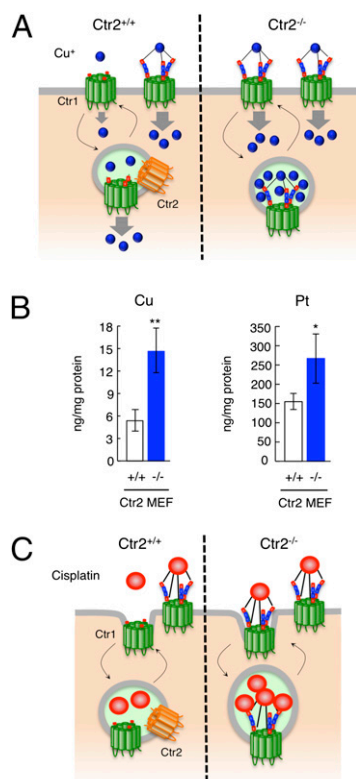 A
Ctr2+/+
Ctr2-/-
Cu+
Ctr1
Ctr2
B
Cu
Pt
ng/mg protein
18
15
12
9
6
3
0
**
+/+ -/-
Ctr2 MEF
ng/mg protein
350
300
250
200
150
100
50
0
*
+/+ -/-
Ctr2 MEF
C
Ctr2+/+
Ctr2-/-
Cisplatin
Ctr1
Ctr2